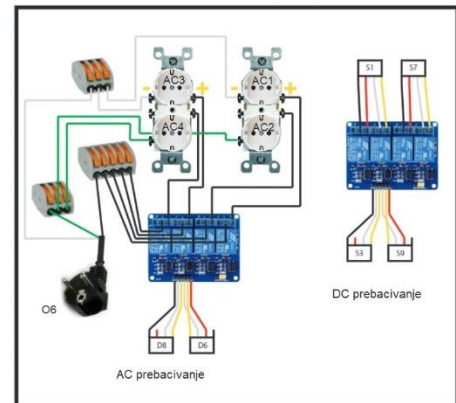 AC3
AC1
AC4
AC2
- +
- +
O6
D8
D6
AC prebacivanje
S1
S7
S3
S9
DC prebacivanje